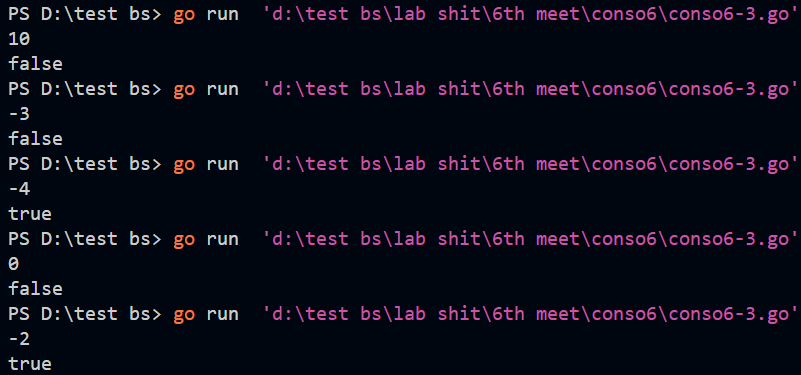 PS D:\test bs> go run  'd:\test bs\lab shit\6th meet\conso6\conso6-3.go'
10
false
PS D:\test bs> go run  'd:\test bs\lab shit\6th meet\conso6\conso6-3.go'
-3
false
PS D:\test bs> go run  'd:\test bs\lab shit\6th meet\conso6\conso6-3.go'
-4
true
PS D:\test bs> go run  'd:\test bs\lab shit\6th meet\conso6\conso6-3.go'
0
false
PS D:\test bs> go run  'd:\test bs\lab shit\6th meet\conso6\conso6-3.go'
-2
true